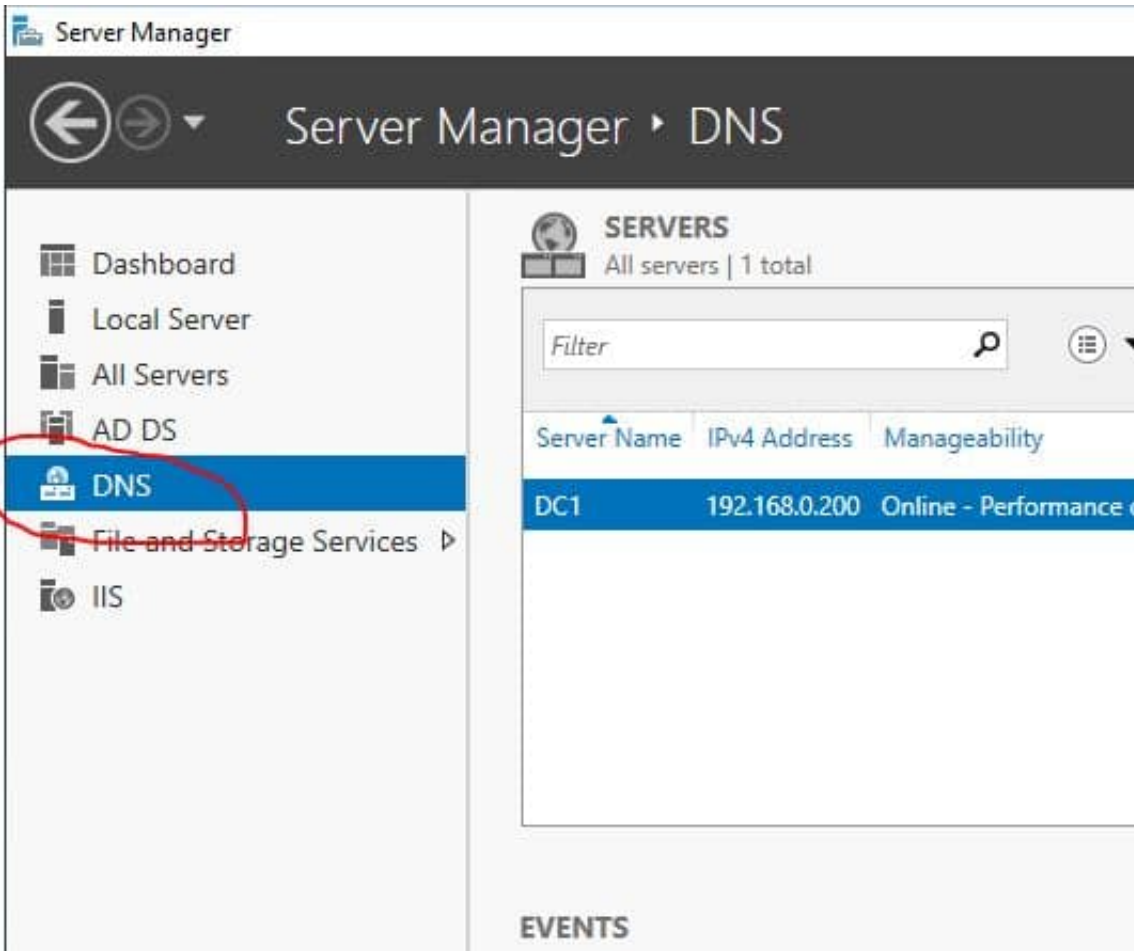 Server Manager
Server Manager ‣ DNS
Dashboard
Local Server
All Servers
AD DS
DNS
File and Storage Services
IIS
SERVERS
All servers | 1 total
Filter
Server Name IPv4 Address Manageability
DC1 192.168.0.200 Online - Performance
EVENTS